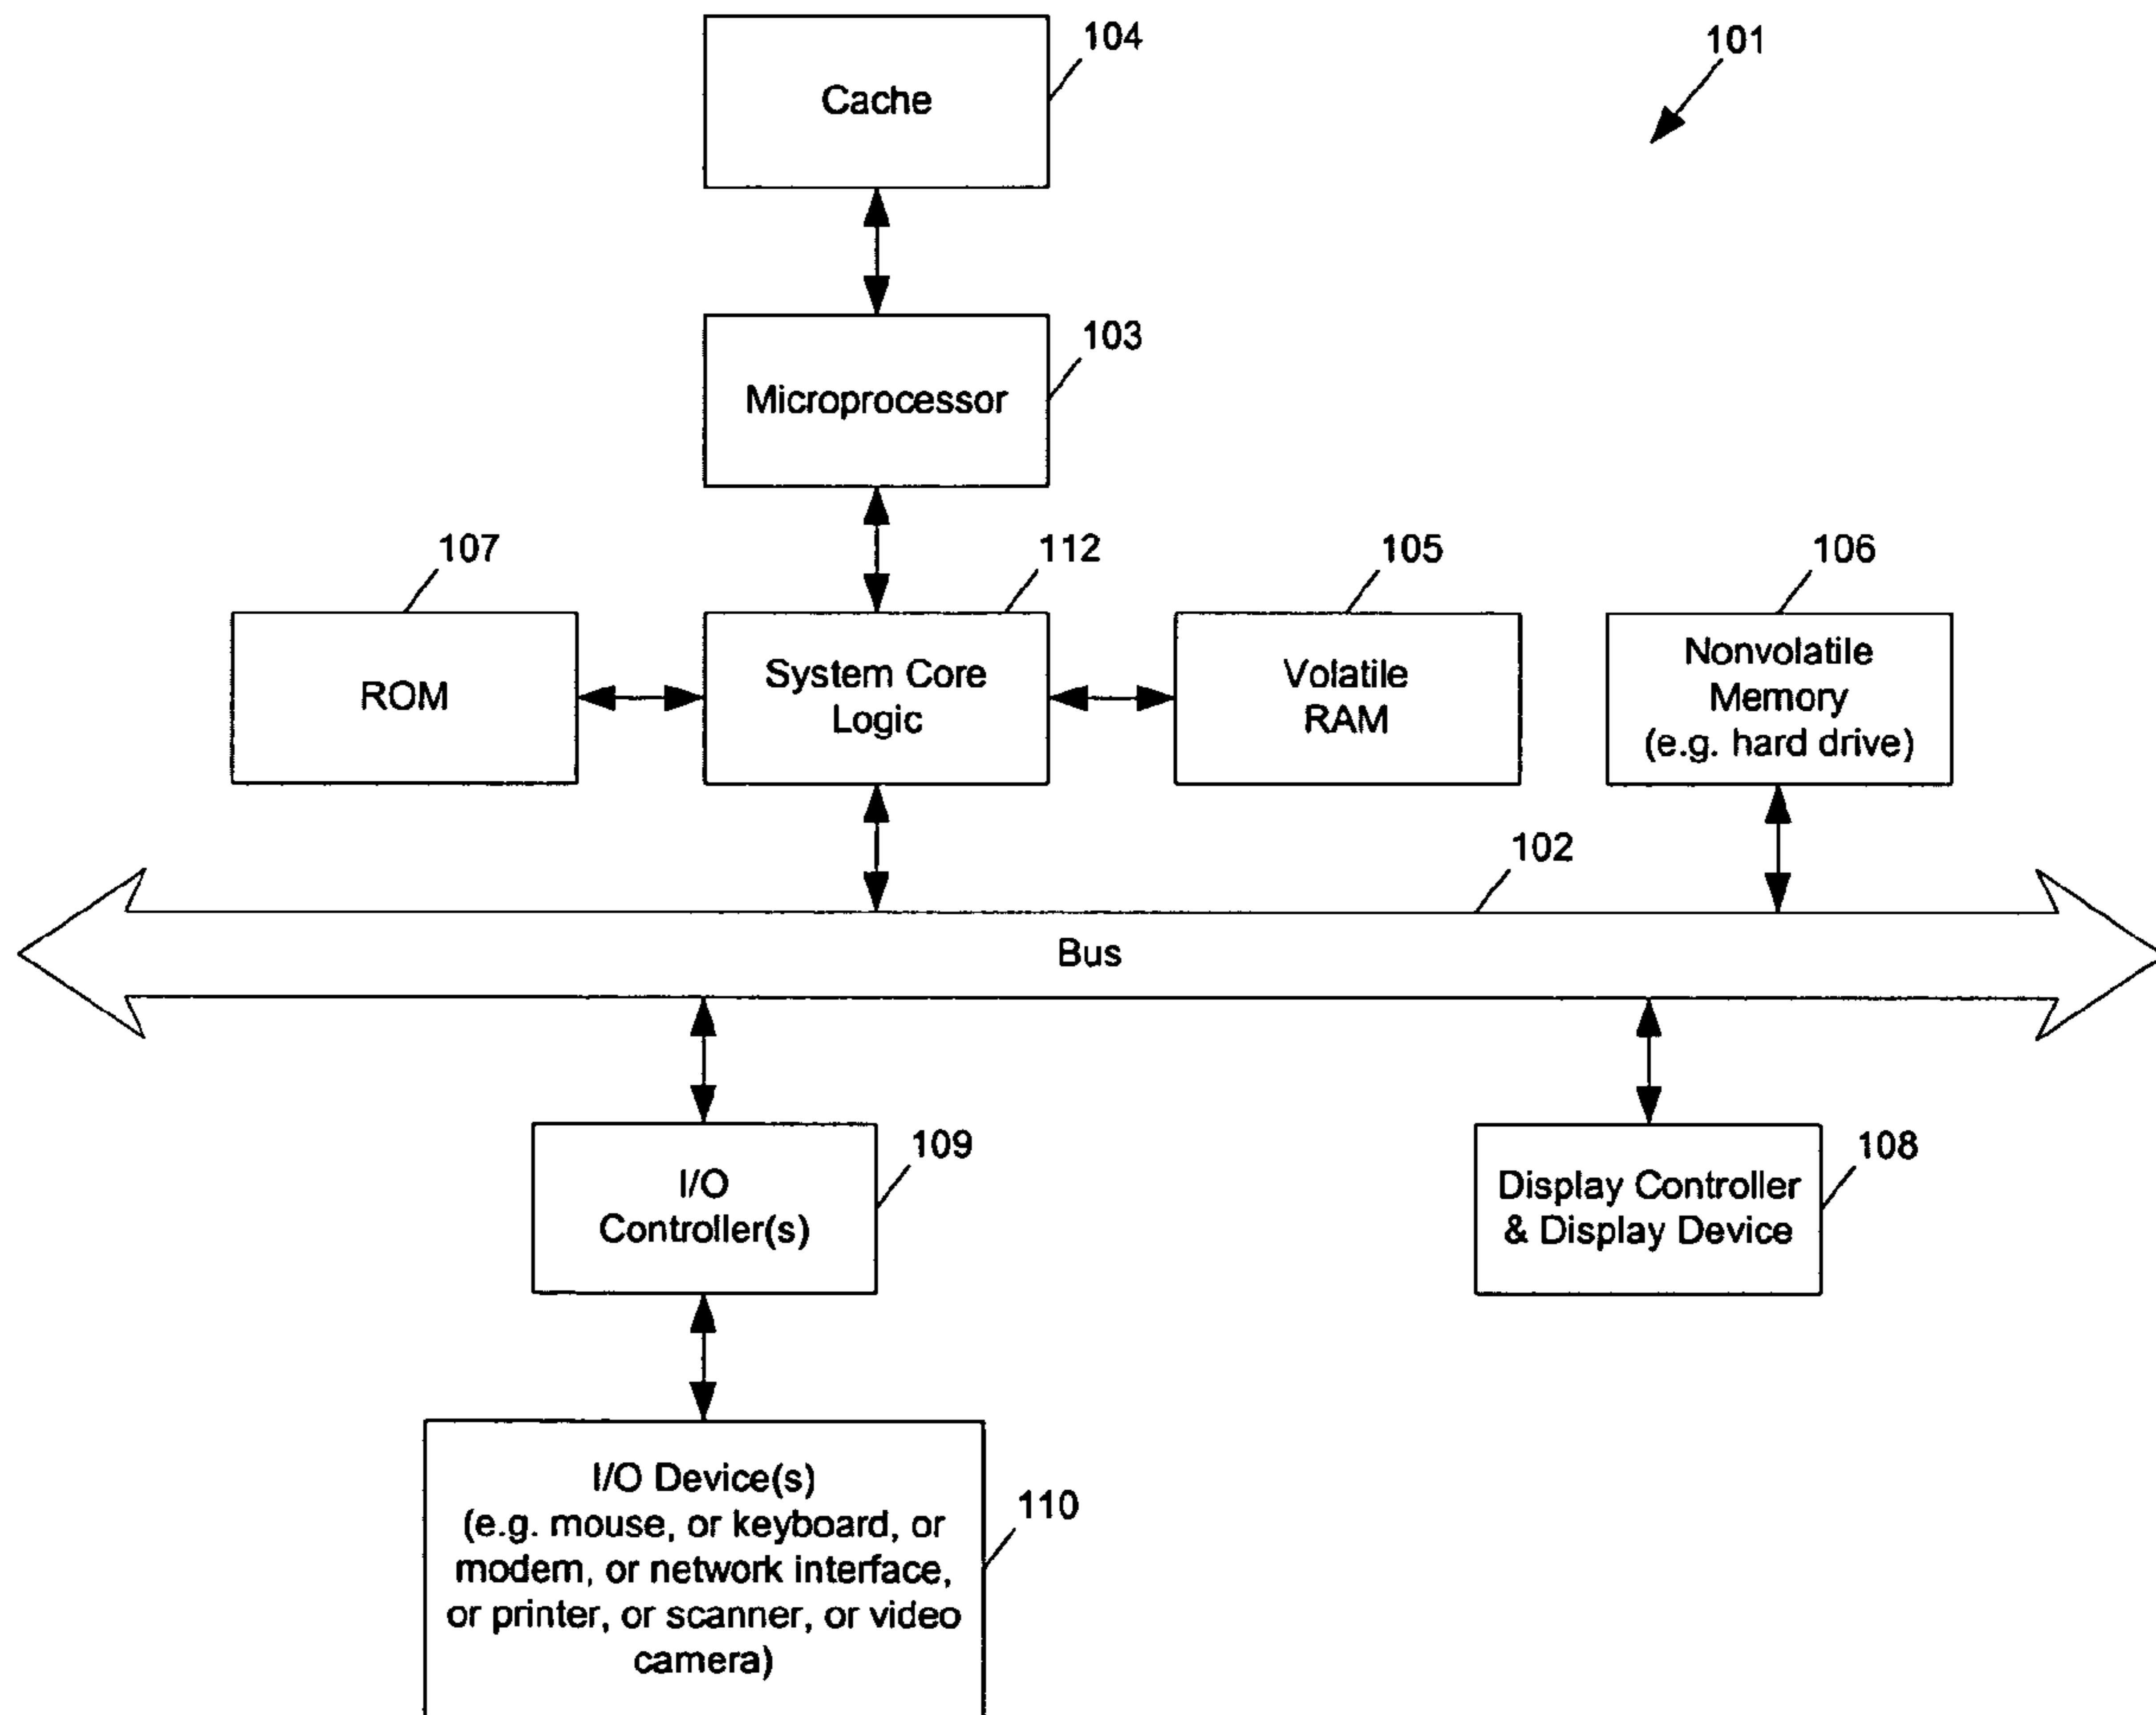 104
101
Cache
103
Microprocessor
107
112
105
106
ROM
System Core
Logic
Volatile
RAM
Nonvolatile
Memory
(e.g. hard drive)
102
Bus
109
108
I/O
Controller(s)
Display Controller
& Display Device
110
I/O Device(s)
(e.g. mouse, or keyboard, or
modem, or network interface,
or printer, or scanner, or video
camera)